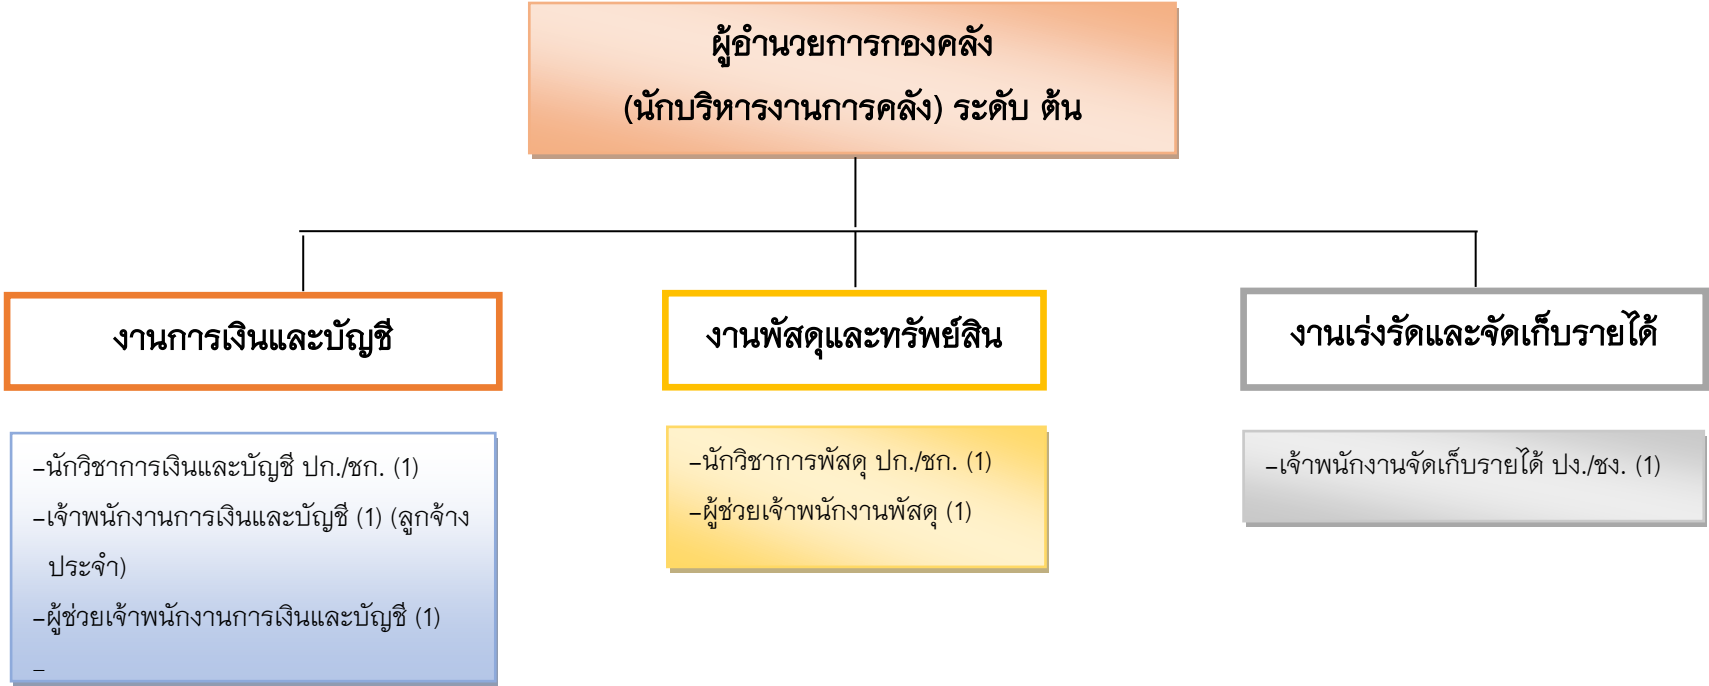 ผู้อำนวยการกองคลัง
(นักบริหารงานการคลัง) ระดับ ต้น
งานการเงินและบัญชี
งานพัสดุและทรัพย์สิน
งานเร่งรัดและจัดเก็บรายได้
-นักวิชาการเงินและบัญชี ปก./ชก. (1)
-เจ้าพนักงานการเงินและบัญชี (1) (ลูกจ้าง
ประจำ)
-ผู้ช่วยเจ้าพนักงานการเงินและบัญชี (1)
-
-นักวิชาการพัสดุ ปก./ชก. (1)
-ผู้ช่วยเจ้าพนักงานพัสดุ (1)
-เจ้าพนักงานจัดเก็บรายได้ ปง./ชง. (1)